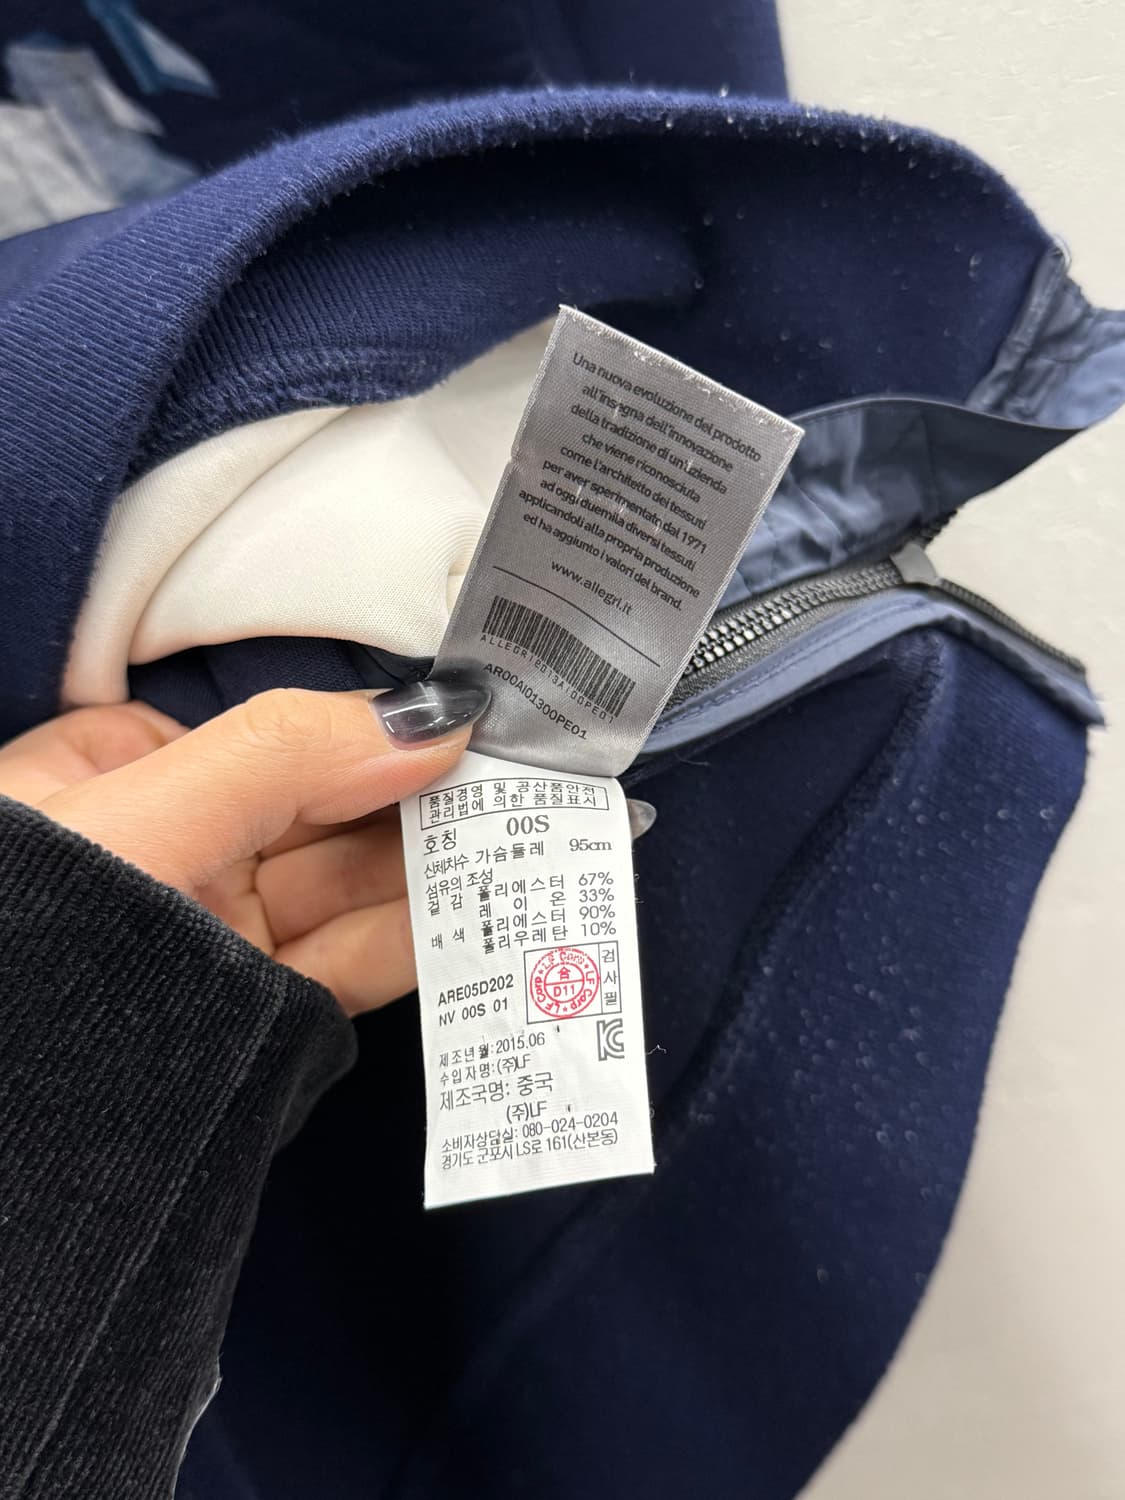 Una nuova evoluzione del prodotto
all'insegna dell'innovazione
della tradizione di un'azienda
che viene riconosciuta
come l'architetto dei tessuti
per aver sperimentato dal 1971
ad oggi duemila diversi tessuti
applicandoli alla propria produzione
ed ha aggiunto i valori del brand.
www.allegri.it
AR00AI01300PE01
품질경영 및 공산품안전
관리법에 의한 품질표시
호칭 00S
신체치수 가슴둘레 95cm
섬유의 조성
겉감 폴리에스터 67%
레이온 33%
배색 폴리에스터 90%
폴리우레탄 10%
ARE05D202
NV 00S 01
LF Corp LF Corp LF Corp
合
D11
검사필
제조년월:2015.06
수입자명:(주)LF
제조국명: 중국
(주)LF
소비자상담실: 080-024-0204
경기도 군포시 LS로 161(산본동)